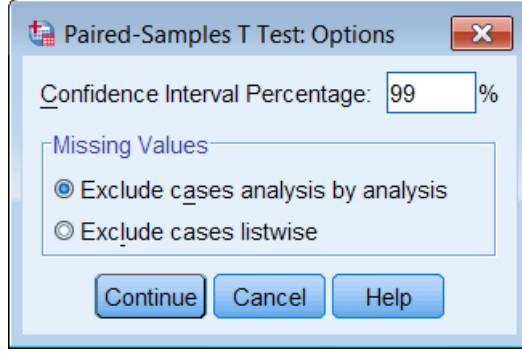 Paired-Samples T Test: Options
Confidence Interval Percentage: 99 %
Missing Values
Exclude cases analysis by analysis
Exclude cases listwise
Continue Cancel Help